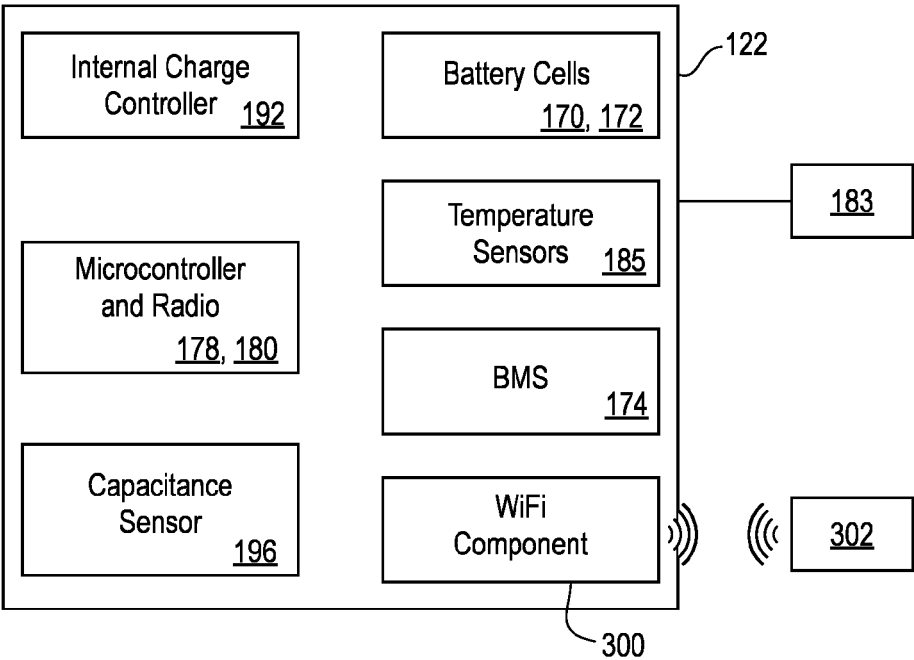 Internal Charge
Controller
192
Battery Cells
170, 172
122
Temperature
Sensors
185
183
Microcontroller
and Radio
178, 180
BMS
174
Capacitance
Sensor
196
WiFi
Component
302
300